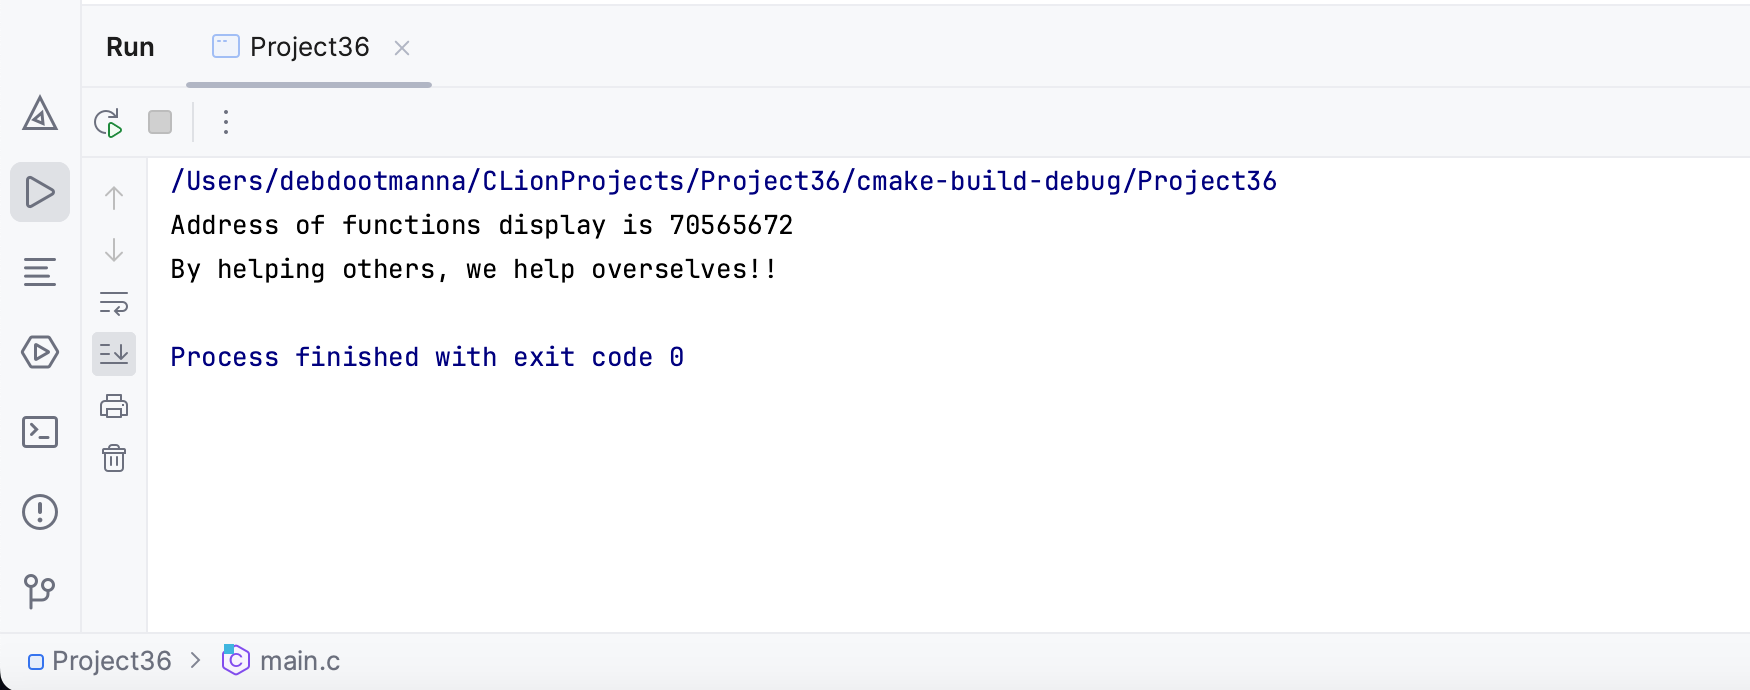 Run Project36
/Users/debdootmanna/CLionProjects/Project36/cmake-build-debug/Project36
Address of functions display is 70565672
By helping others, we help overselves!!
Process finished with exit code 0
Project36 > main.c